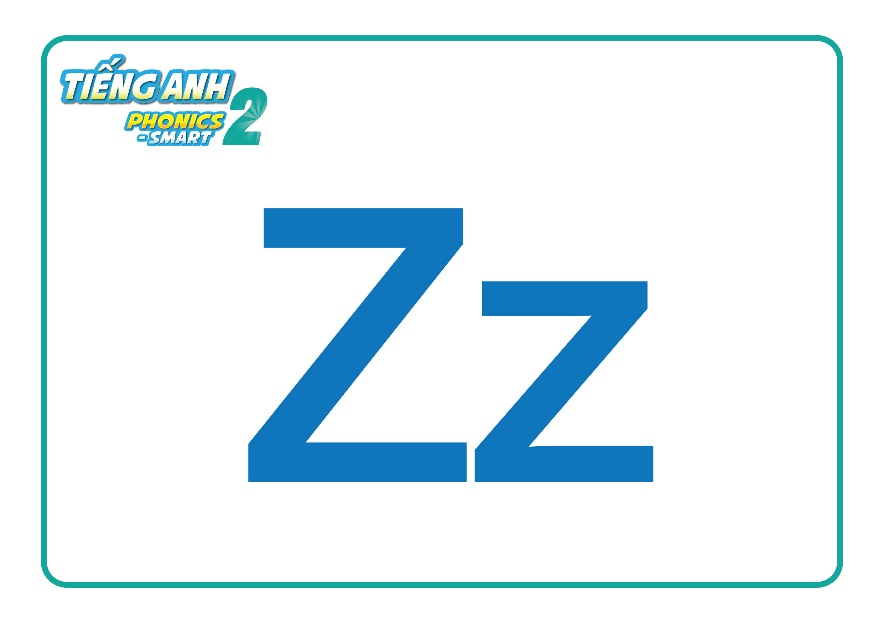 TIẾNG ANH
PHONICS 2
-SMART
Zz